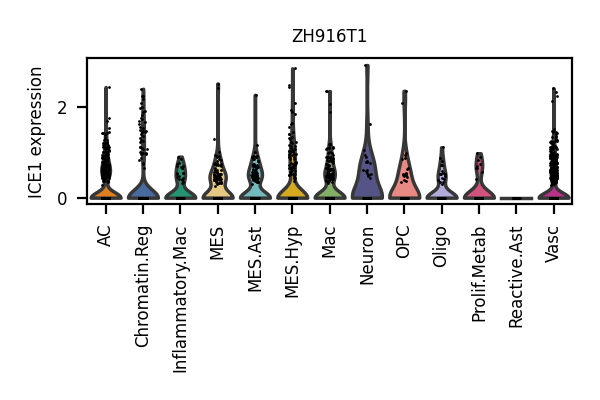 ZH916T1
ICE1 expression
2
0
AC
Chromatin.Reg
Inflammatory.Mac
MES
MES.Ast
MES.Hyp
Mac
Neuron
OPC
Oligo
Prolif.Metab
Reactive.Ast
Vasc